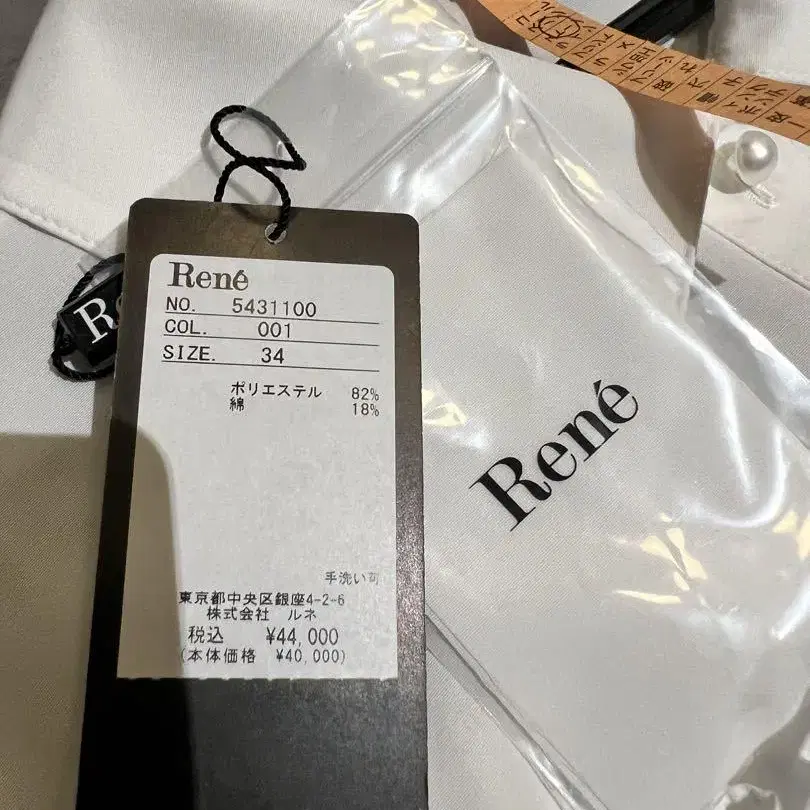 René
NO. 5431100
COL. 001
SIZE. 34
ポリエステル 82%
綿 18%
手洗い可
東京都中央区銀座4-2-6
株式会社 ルネ
税込 ¥44,000
(本体価格 ¥40,000)
René